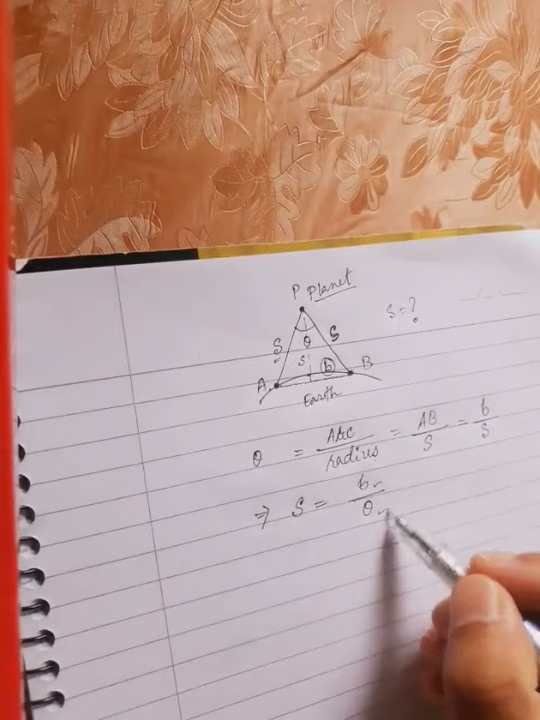 P Planet
S = ?
S θ S
S b
A B
Earth
θ = Arc/radius = AB/S = b/S
⇒ S = b/θ